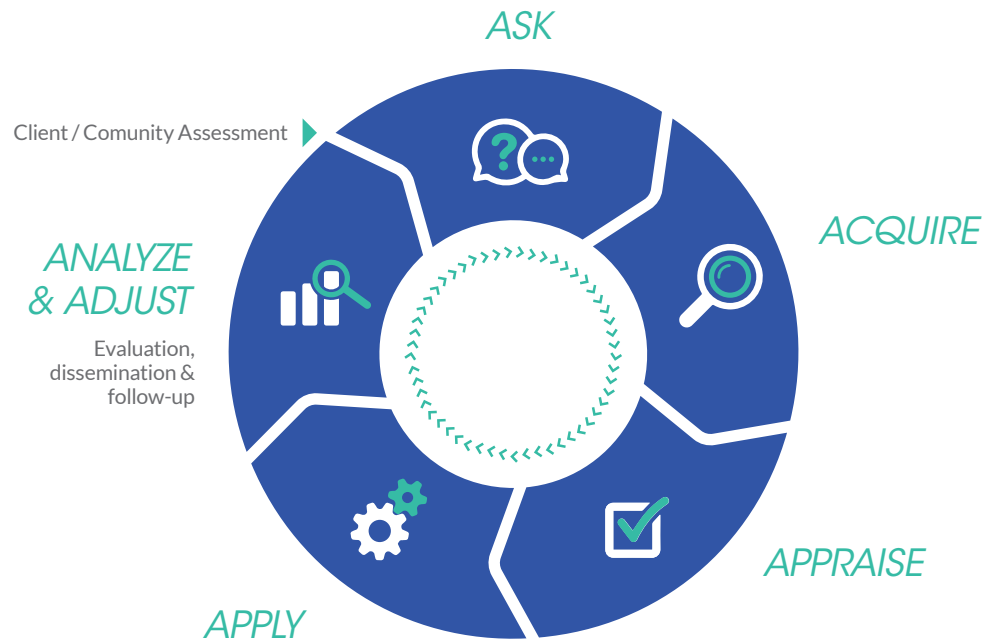 ASK
Client / Comunity Assessment
ACQUIRE
ANALYZE
& ADJUST
Evaluation,
dissemination &
follow-up
APPRAISE
APPLY